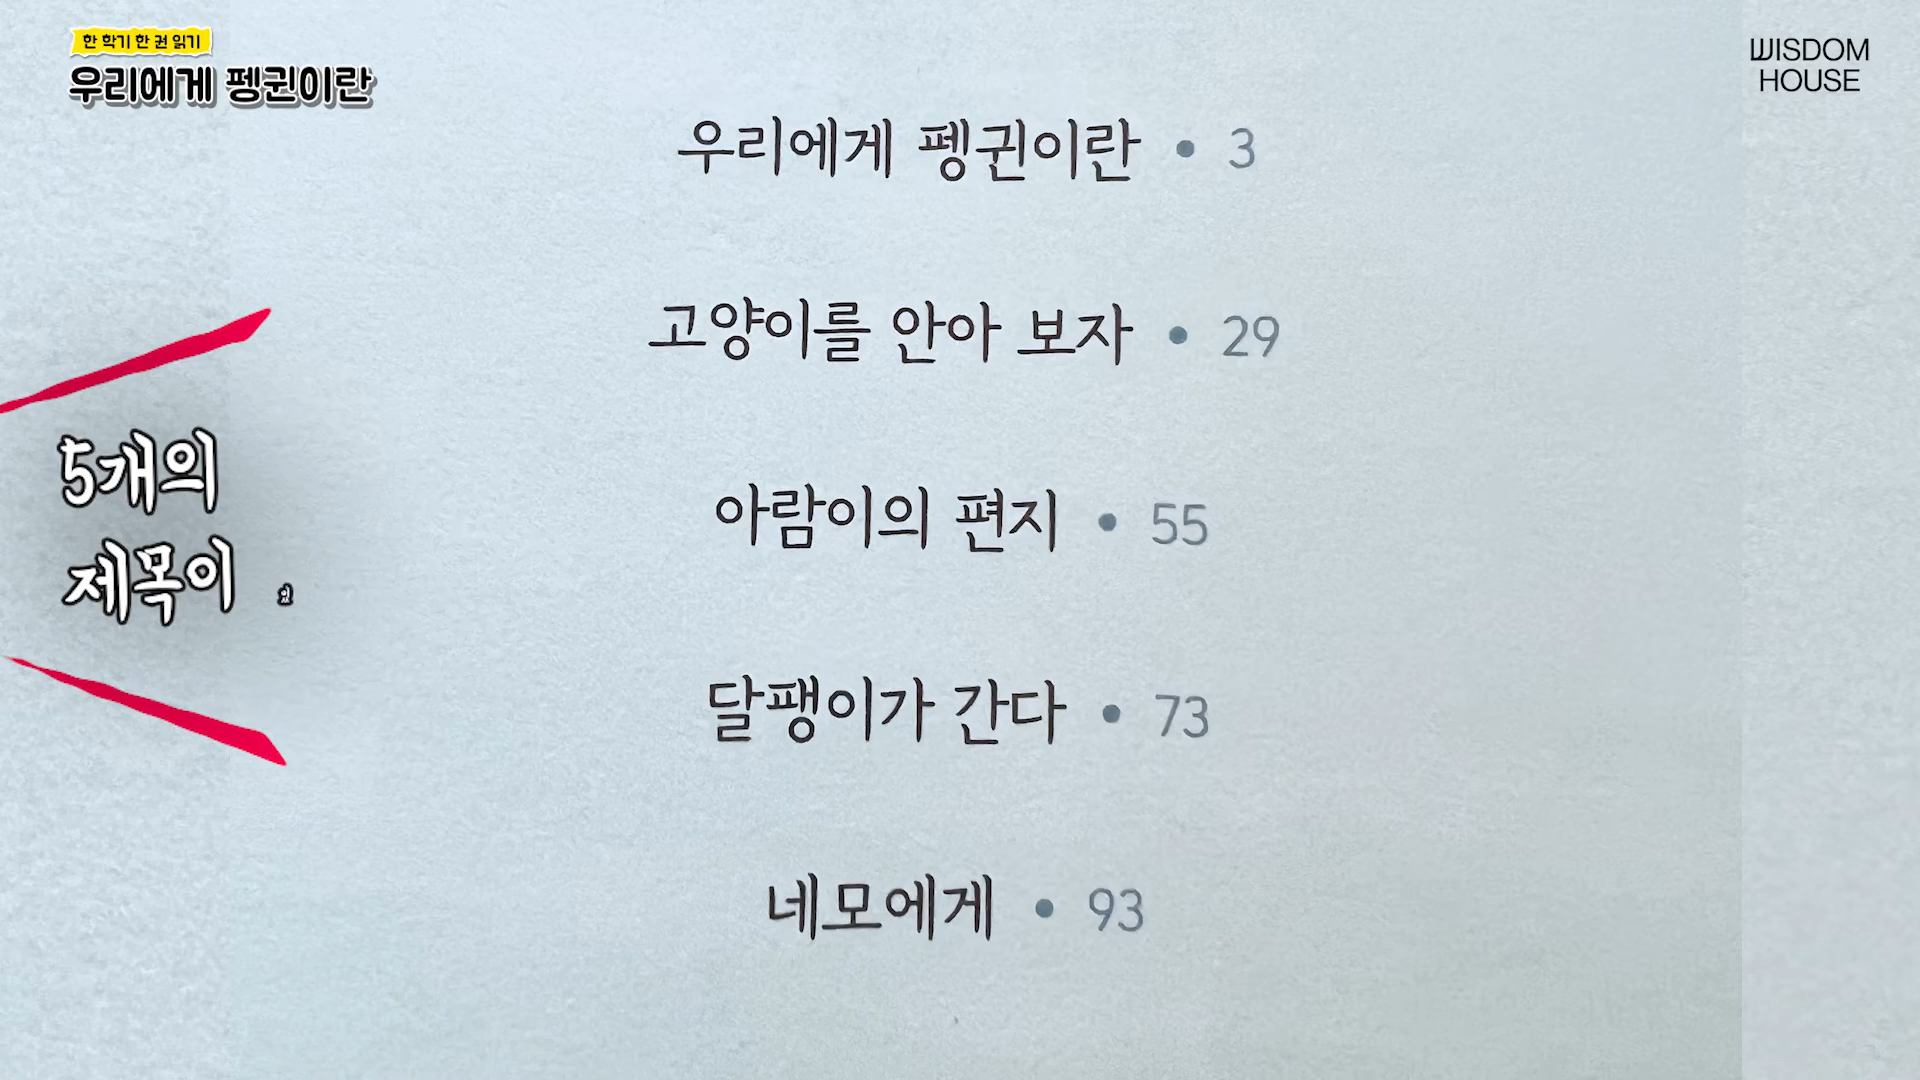 한 학기 한 권 읽기
우리에게 펭귄이란
WISDOM
HOUSE
우리에게 펭귄이란 • 3
고양이를 안아 보자 • 29
아람이의 편지 • 55
달팽이가 간다 • 73
네모에게 • 93
5개의
제목이